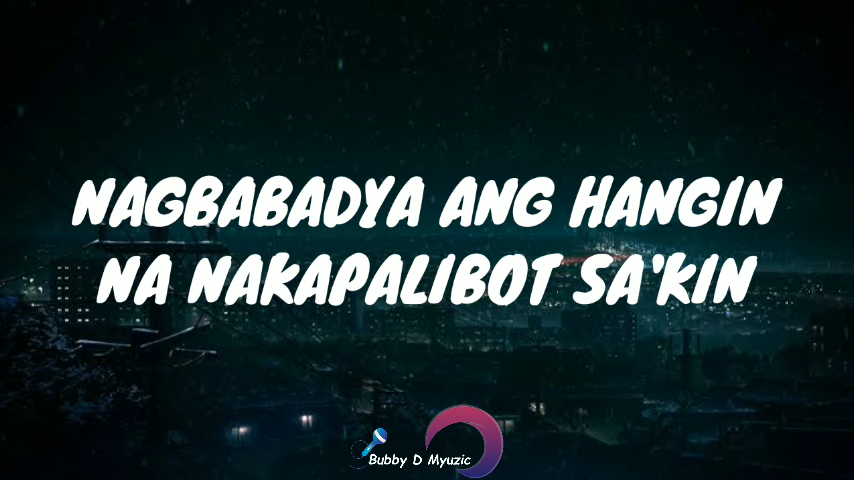 NAGBABADYA ANG HANGIN
NA NAKAPALIBOT SA'KIN
Bubby D Myuzic